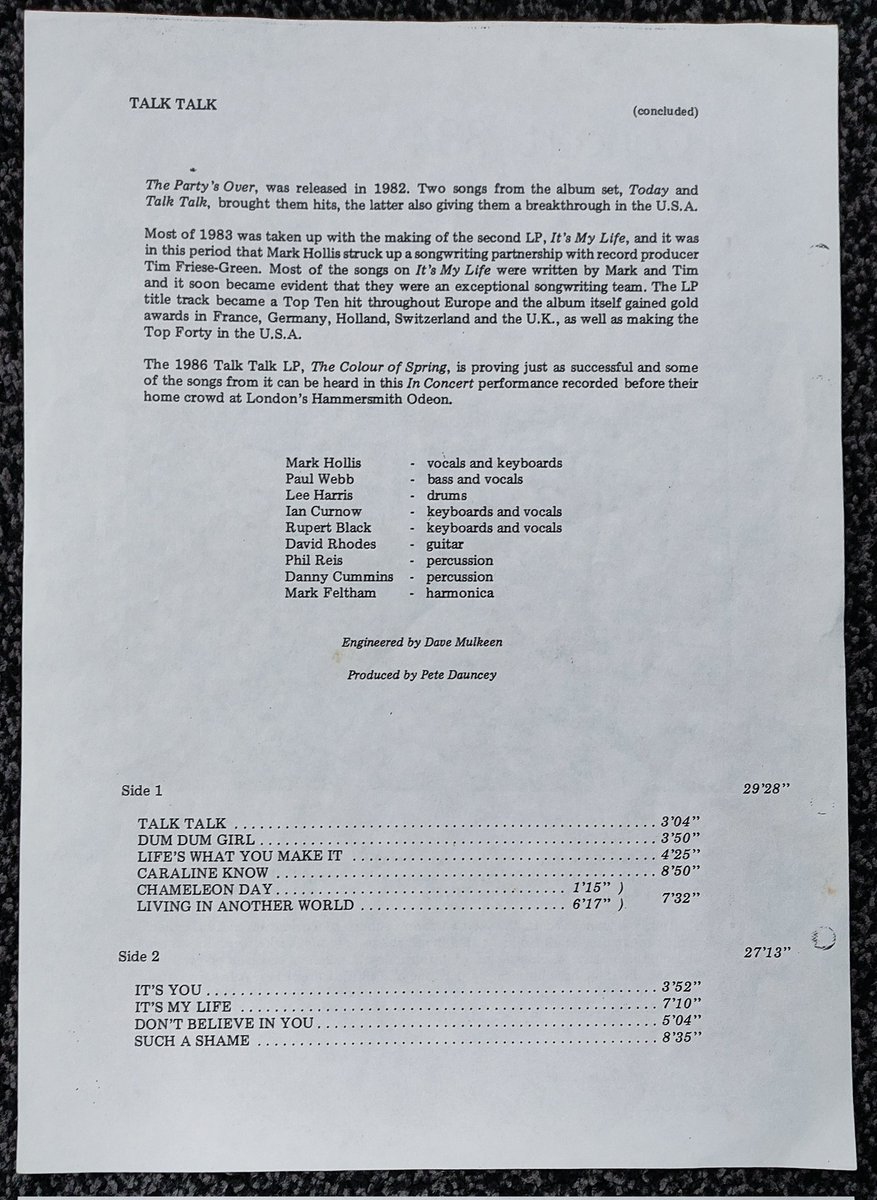 TALK TALK
(concluded)
The Party's Over, was released in 1982. Two songs from the album set, Today and
Talk Talk, brought them hits, the latter also giving them a breakthrough in the U.S.A.
Most of 1983 was taken up with the making of the second LP, It's My Life, and it was
in this period that Mark Hollis struck up a songwriting partnership with record producer
Tim Friese-Green. Most of the songs on It's My Life were written by Mark and Tim
and it soon became evident that they were an exceptional songwriting team. The LP
title track became a Top Ten hit throughout Europe and the album itself gained gold
awards in France, Germany, Holland, Switzerland and the U.K., as well as making the
Top Forty in the U.S.A.
The 1986 Talk Talk LP, The Colour of Spring, is proving just as successful and some
of the songs from it can be heard in this In Concert performance recorded before their
home crowd at London's Hammersmith Odeon.
Mark Hollis - vocals and keyboards
Paul Webb - bass and vocals
Lee Harris - drums
Ian Curnow - keyboards and vocals
Rupert Black - keyboards and vocals
David Rhodes - guitar
Phil Reis - percussion
Danny Cummins - percussion
Mark Feltham - harmonica
Engineered by Dave Mulkeen
Produced by Pete Dauncey
Side 1 29'28"
TALK TALK .................................................. 3'04"
DUM DUM GIRL ............................................... 3'50"
LIFE'S WHAT YOU MAKE IT .................................... 4'25"
CARALINE KNOW .............................................. 8'50"
CHAMELEON DAY .................................. 1'15" )
LIVING IN ANOTHER WORLD ......................... 6'17" ) 7'32"
Side 2 27'13"
IT'S YOU ................................................... 3'52"
IT'S MY LIFE ............................................... 7'10"
DON'T BELIEVE IN YOU ....................................... 5'04"
SUCH A SHAME ............................................... 8'35"